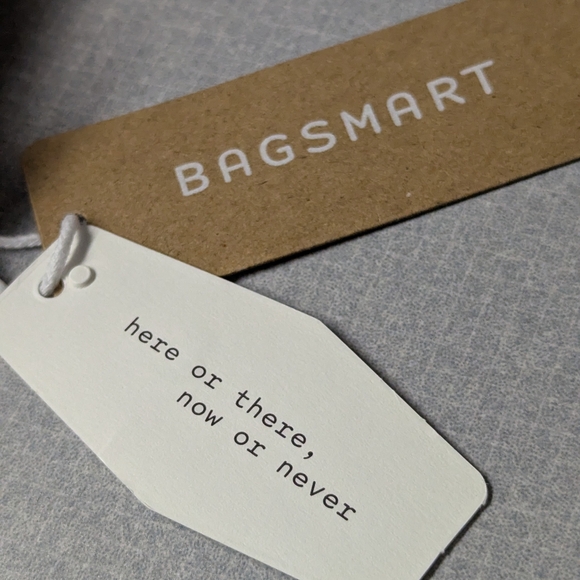 BAGSMART
here or there,
now or never